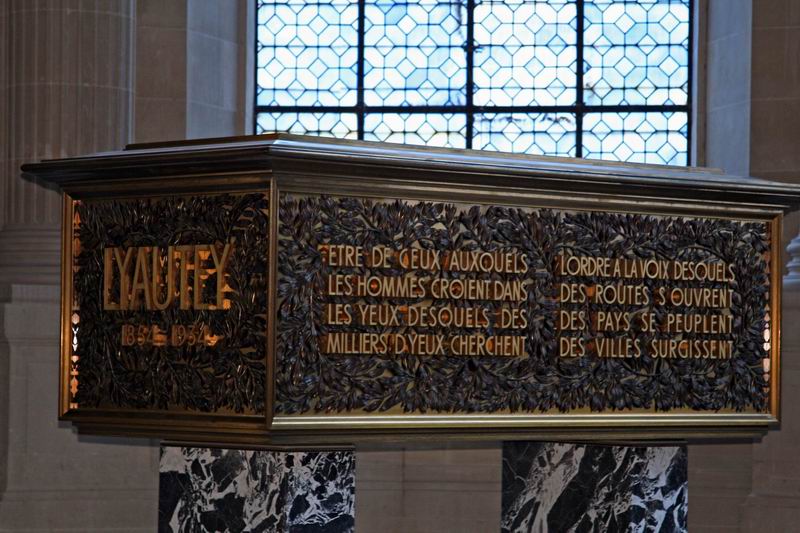 LYAUTEY
1854 1934
ETRE DE CEUX AUXQUELS
LES HOMMES CROIENT DANS
LES YEUX DESQUELS DES
MILLIERS D'YEUX CHERCHENT
L'ORDRE A LA VOIX DESQUELS
DES ROUTES S'OUVRENT
DES PAYS SE PEUPLENT
DES VILLES SURGISSENT